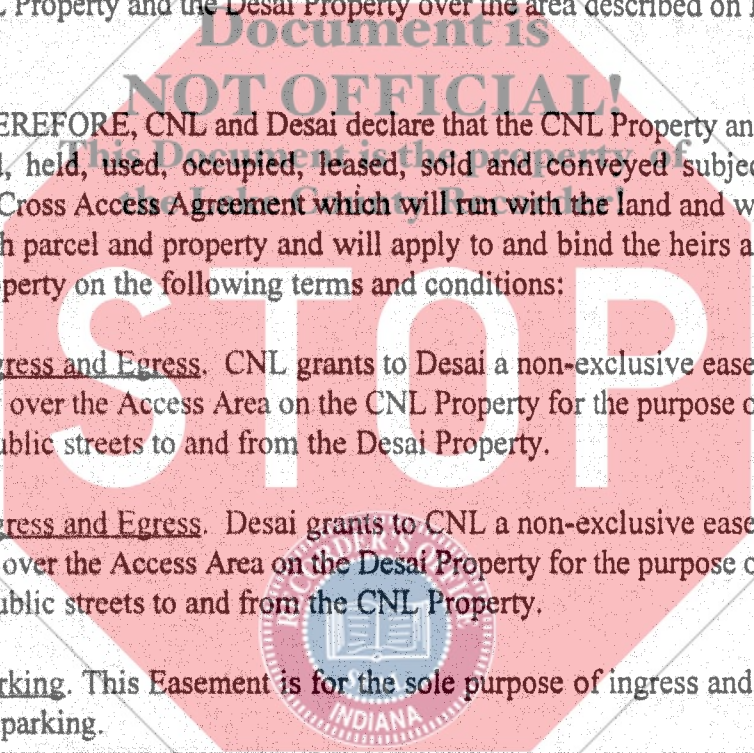 Property and the Desai Property over the area described on
Document is
NOT OFFICIAL!
EREFORE, CNL and Desai declare that the CNL Property an
This Document is the property of
, held, used, occupied, leased, sold and conveyed subjec
the Lake County Recorder!
Cross Access Agreement which will run with the land and w
h parcel and property and will apply to and bind the heirs a
perty on the following terms and conditions:
STOP
gress and Egress. CNL grants to Desai a non-exclusive ease
over the Access Area on the CNL Property for the purpose o
ublic streets to and from the Desai Property.
gress and Egress. Desai grants to CNL a non-exclusive ease
over the Access Area on the Desai Property for the purpose o
ublic streets to and from the CNL Property.
RECORDER'S OFFICE
SEAL
INDIANA
rking. This Easement is for the sole purpose of ingress and
parking.